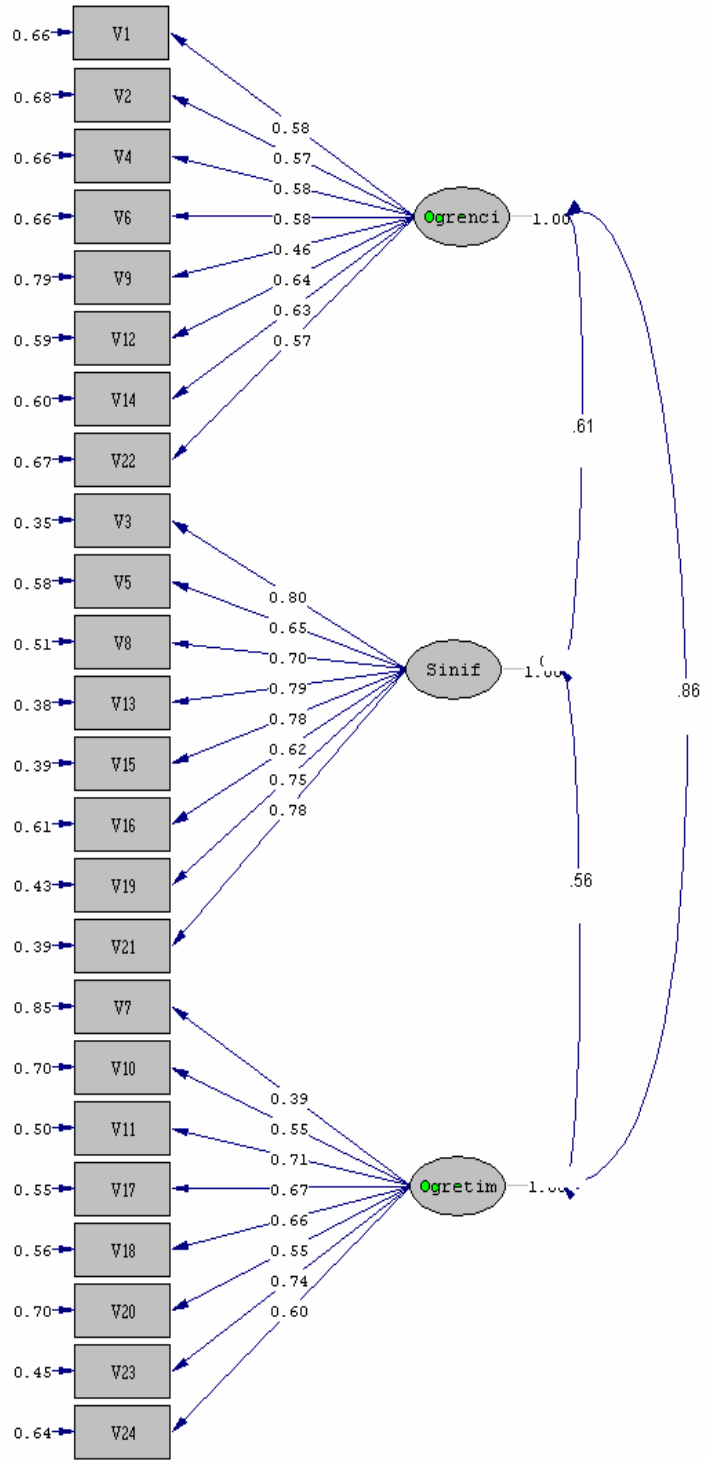 0.66 V1
0.68 V2
0.58
0.66 V4
0.57
0.58
0.66 V6
0.58
Ogrenci
1.00
0.46
0.79 V9
0.64
0.63
0.59 V12
0.57
0.60 V14
.61
0.67 V22
0.35 V3
0.58 V5
0.80
0.65
0.51 V8
0.70
Sinif
1.00
0.79
.86
0.38 V13
0.78
0.62
0.39 V15
0.75
0.78
0.61 V16
0.43 V19
.56
0.39 V21
0.85 V7
0.70 V10
0.39
0.55
0.50 V11
0.71
0.55 V17
0.67
Ogretim
1.00
0.66
0.56 V18
0.55
0.74
0.70 V20
0.60
0.45 V23
0.64 V24